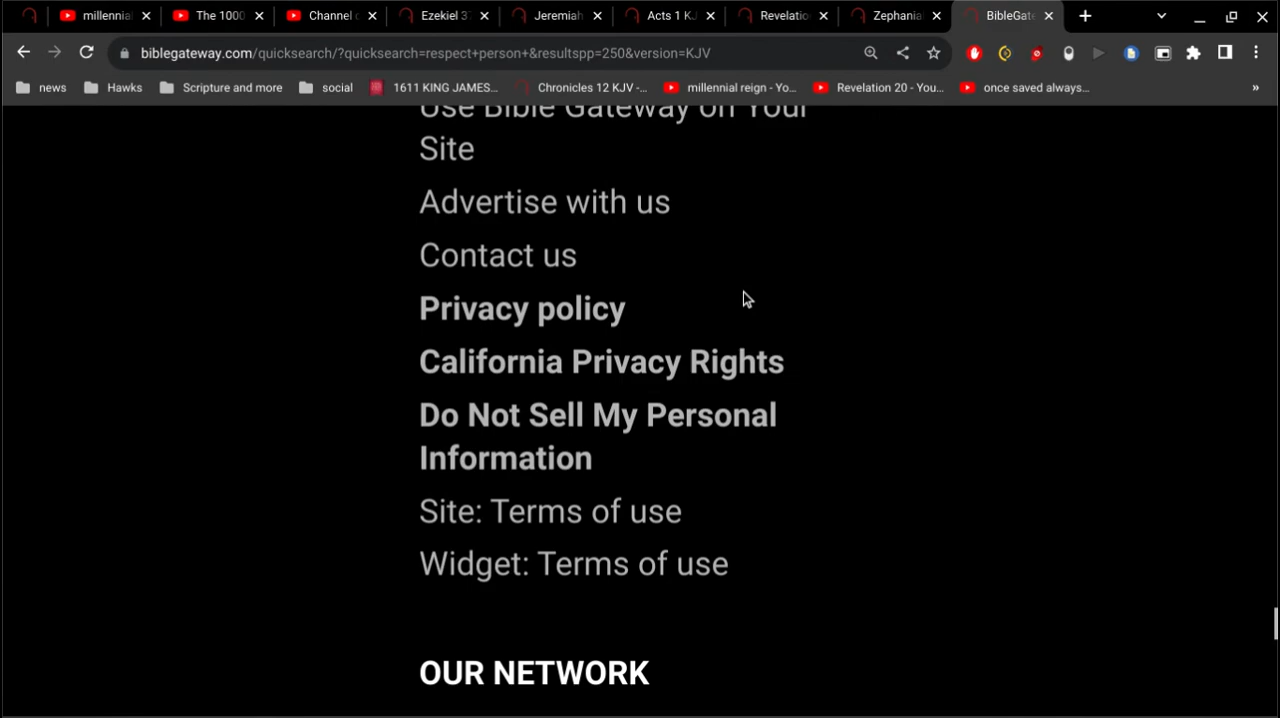 millennia
The 1000
Channel
Ezekiel 37
Jeremiah
Acts 1 KJ
Revelatio
Zephania
BibleGate
biblegateway.com/quicksearch/?quicksearch=respect+person+&resultspp=250&version=KJV
news
Hawks
Scripture and more
social
1611 KING JAMES...
Chronicles 12 KJV -...
millennial reign - Yo...
Revelation 20 - You...
once saved always...
»
Use Bible Gateway on Your
Site
Advertise with us
Contact us
Privacy policy
California Privacy Rights
Do Not Sell My Personal
Information
Site: Terms of use
Widget: Terms of use
OUR NETWORK